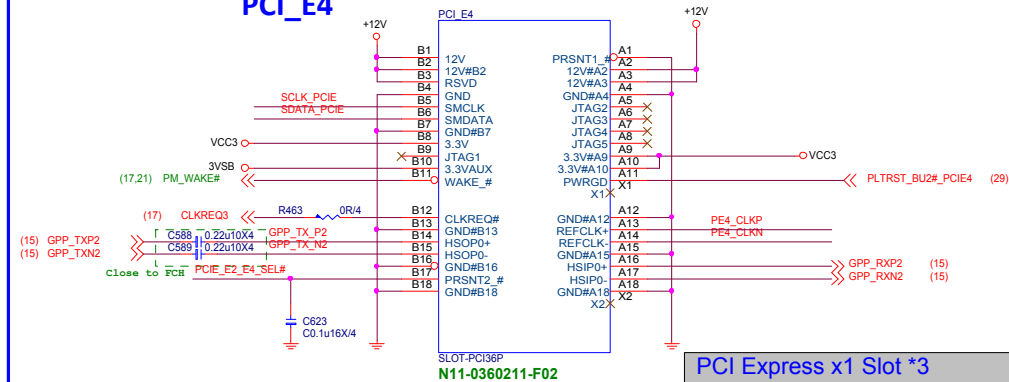 PCI_E4
PCI_E4
+12V
+12V
B1 12V
B2 12V#B2
B3 RSVD
B4 GND
SCLK_PCIE B5 SMCLK
SDATA_PCIE B6 SMDATA
B7 GND#B7
VCC3 B8 3.3V
B9 JTAG1
3VSB B10 3.3VAUX
(17,21) PM_WAKE# B11 WAKE_#
(17) CLKREQ3 R463 0R/4 B12 CLKREQ#
B13 GND#B13
(15) GPP_TXP2 C588 0.22u10X4 GPP_TX_P2 B14 HSOP0+
(15) GPP_TXN2 C589 0.22u10X4 GPP_TX_N2 B15 HSOP0-
Close to FCH
B16 GND#B16
PCIE_E2_E4_SEL# B17 PRSNT2_#
B18 GND#B18
C623
C0.1u16X/4
PRSNT1_# A1
12V#A2 A2
12V#A3 A3
GND#A4 A4
JTAG2 A5
JTAG3 A6
JTAG4 A7
JTAG5 A8
3.3V#A9 A9 VCC3
3.3V#A10 A10
PWRGD A11 PLTRST_BU2#_PCIE4 (29)
X1 X1
GND#A12 A12
REFCLK+ A13 PE4_CLKP
REFCLK- A14 PE4_CLKN
GND#A15 A15
HSIP0+ A16 GPP_RXP2 (15)
HSIP0- A17 GPP_RXN2 (15)
GND#A18 A18
X2 X2
SLOT-PCI36P
N11-0360211-F02
PCI Express x1 Slot *3